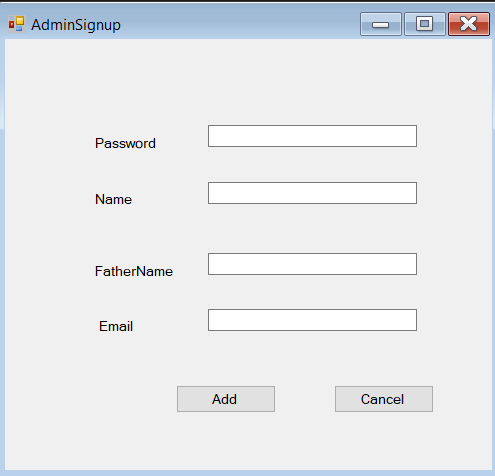 AdminSignup
Password
Name
FatherName
Email
Add Cancel